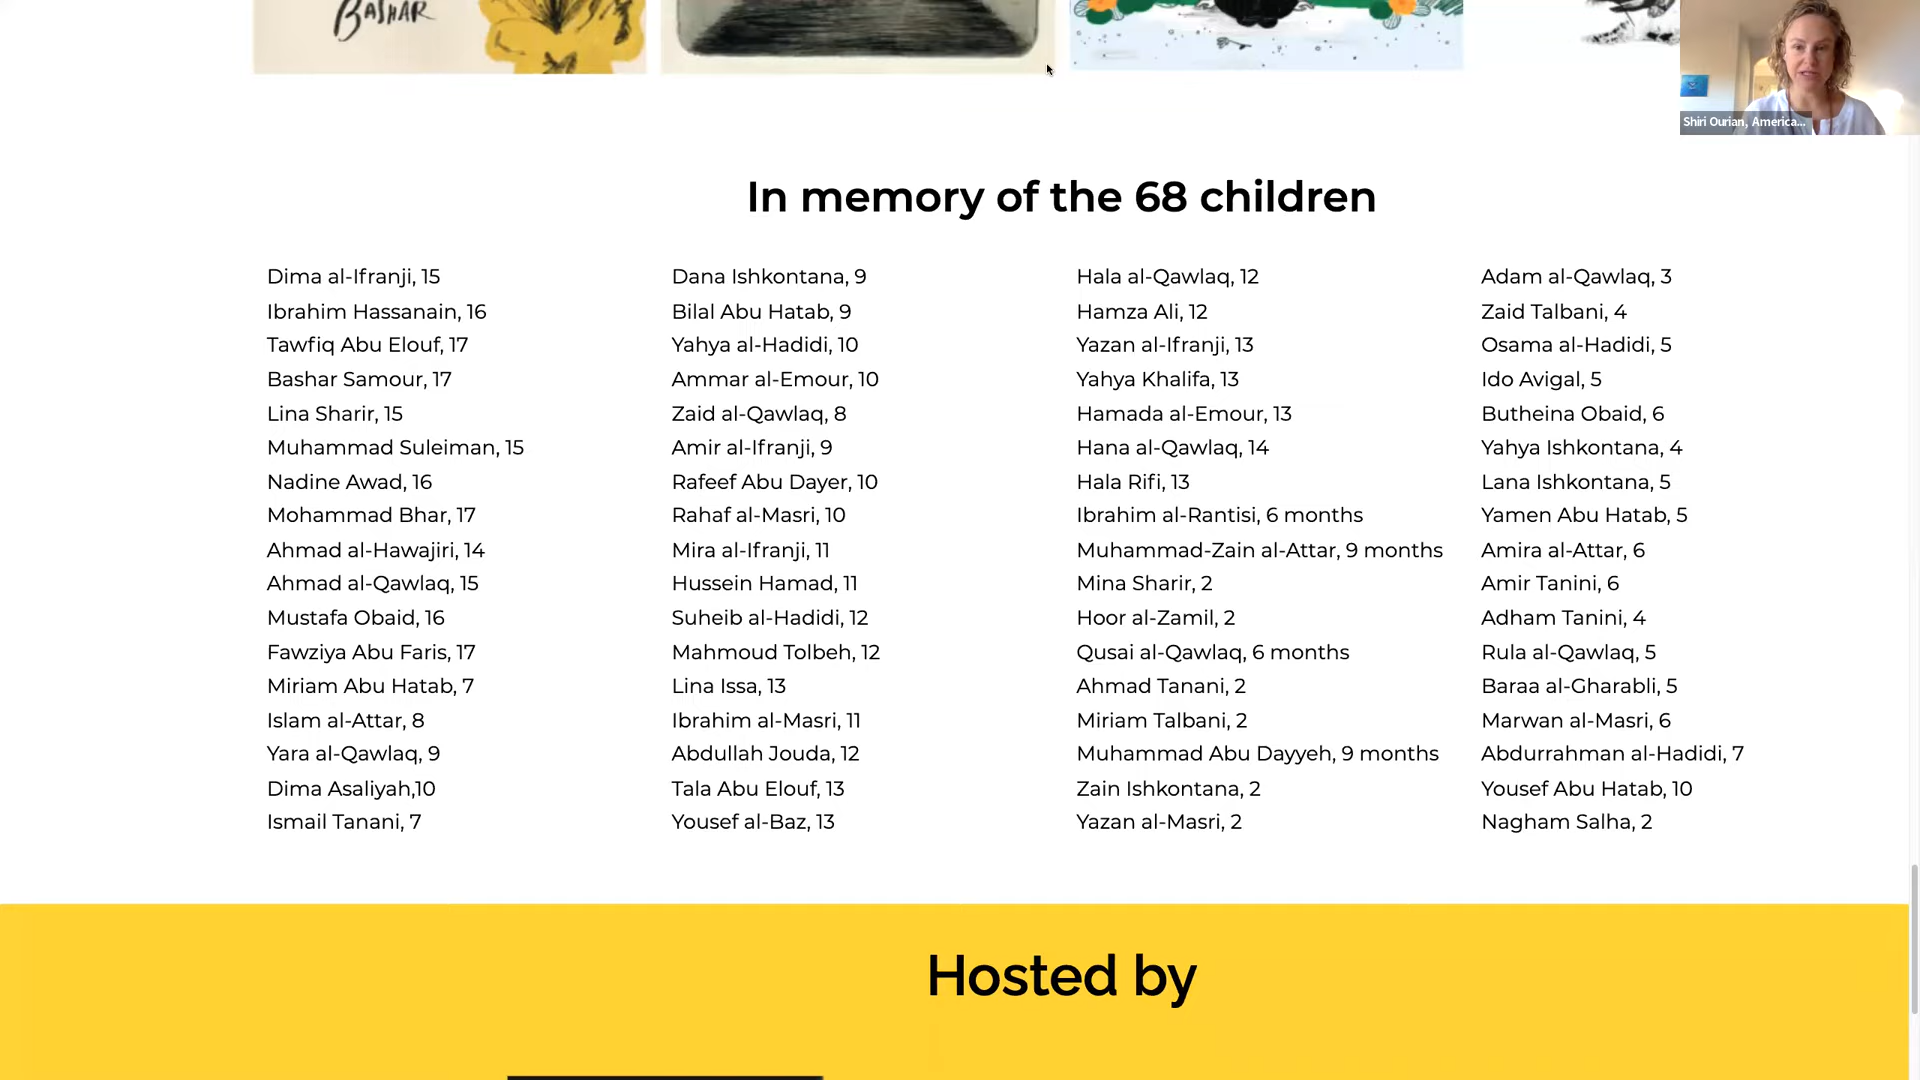 BASHAR
Shiri Ourian, America...
In memory of the 68 children
Dima al-Ifranji, 15
Ibrahim Hassanain, 16
Tawfiq Abu Elouf, 17
Bashar Samour, 17
Lina Sharir, 15
Muhammad Suleiman, 15
Nadine Awad, 16
Mohammad Bhar, 17
Ahmad al-Hawajiri, 14
Ahmad al-Qawlaq, 15
Mustafa Obaid, 16
Fawziya Abu Faris, 17
Miriam Abu Hatab, 7
Islam al-Attar, 8
Yara al-Qawlaq, 9
Dima Asaliyah,10
Ismail Tanani, 7
Dana Ishkontana, 9
Bilal Abu Hatab, 9
Yahya al-Hadidi, 10
Ammar al-Emour, 10
Zaid al-Qawlaq, 8
Amir al-Ifranji, 9
Rafeef Abu Dayer, 10
Rahaf al-Masri, 10
Mira al-Ifranji, 11
Hussein Hamad, 11
Suheib al-Hadidi, 12
Mahmoud Tolbeh, 12
Lina Issa, 13
Ibrahim al-Masri, 11
Abdullah Jouda, 12
Tala Abu Elouf, 13
Yousef al-Baz, 13
Hala al-Qawlaq, 12
Hamza Ali, 12
Yazan al-Ifranji, 13
Yahya Khalifa, 13
Hamada al-Emour, 13
Hana al-Qawlaq, 14
Hala Rifi, 13
Ibrahim al-Rantisi, 6 months
Muhammad-Zain al-Attar, 9 months
Mina Sharir, 2
Hoor al-Zamil, 2
Qusai al-Qawlaq, 6 months
Ahmad Tanani, 2
Miriam Talbani, 2
Muhammad Abu Dayyeh, 9 months
Zain Ishkontana, 2
Yazan al-Masri, 2
Adam al-Qawlaq, 3
Zaid Talbani, 4
Osama al-Hadidi, 5
Ido Avigal, 5
Butheina Obaid, 6
Yahya Ishkontana, 4
Lana Ishkontana, 5
Yamen Abu Hatab, 5
Amira al-Attar, 6
Amir Tanini, 6
Adham Tanini, 4
Rula al-Qawlaq, 5
Baraa al-Gharabli, 5
Marwan al-Masri, 6
Abdurrahman al-Hadidi, 7
Yousef Abu Hatab, 10
Nagham Salha, 2
Hosted by